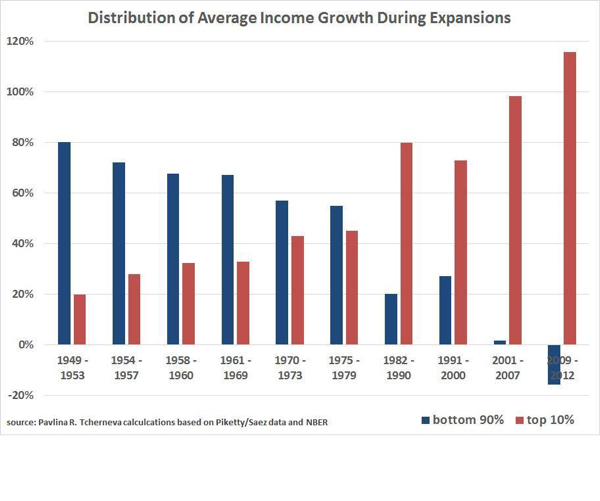 Distribution of Average Income Growth During Expansions
120%
100%
80%
60%
40%
20%
0%
-20%
1949 - 1954 - 1958 - 1961 - 1970 - 1975 - 1982 - 1991 - 2001 - 2009 -
1953 1957 1960 1969 1973 1979 1990 2000 2007 2012
source: Pavlina R. Tcherneva calculcations based on Piketty/Saez data and NBER
bottom 90% top 10%